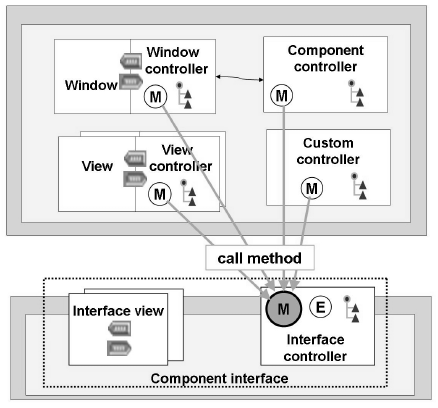 Window
Window
controller
M
Component
controller
M
View
View
controller
M
Custom
controller
M
call method
Interface view
M
E
Interface
controller
Component interface